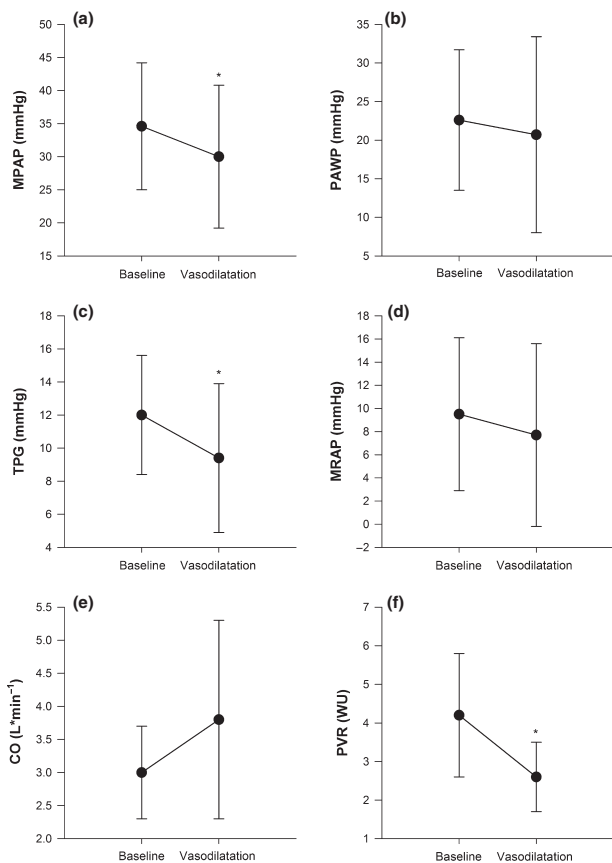 (a)
MPAP (mmHg)
50
45
40
35
30
25
20
15
*
Baseline Vasodilatation
(b)
PAWP (mmHg)
35
30
25
20
15
10
5
Baseline Vasodilatation
(c)
TPG (mmHg)
18
16
14
12
10
8
6
4
*
Baseline Vasodilatation
(d)
MRAP (mmHg)
18
16
14
12
10
8
6
4
2
0
−2
Baseline Vasodilatation
(e)
CO (L*min⁻¹)
5.5
5.0
4.5
4.0
3.5
3.0
2.5
2.0
Baseline Vasodilatation
(f)
PVR (WU)
7
6
5
4
3
2
1
*
Baseline Vasodilatation